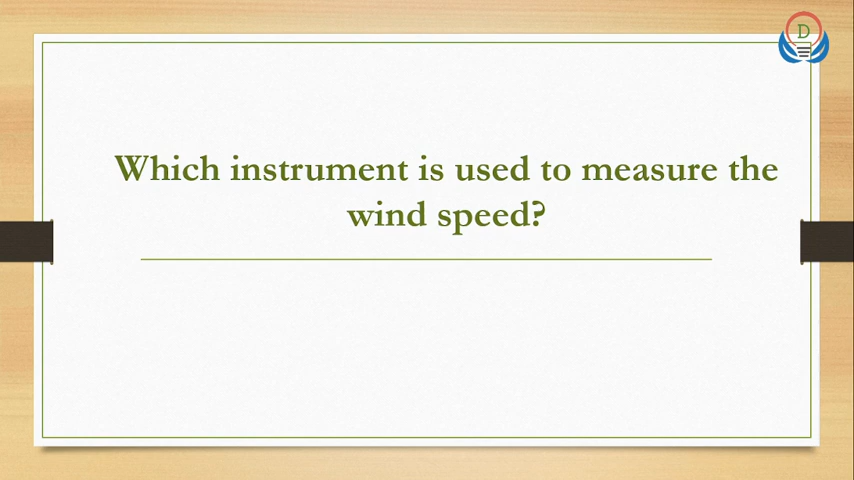 D
Which instrument is used to measure the
wind speed?